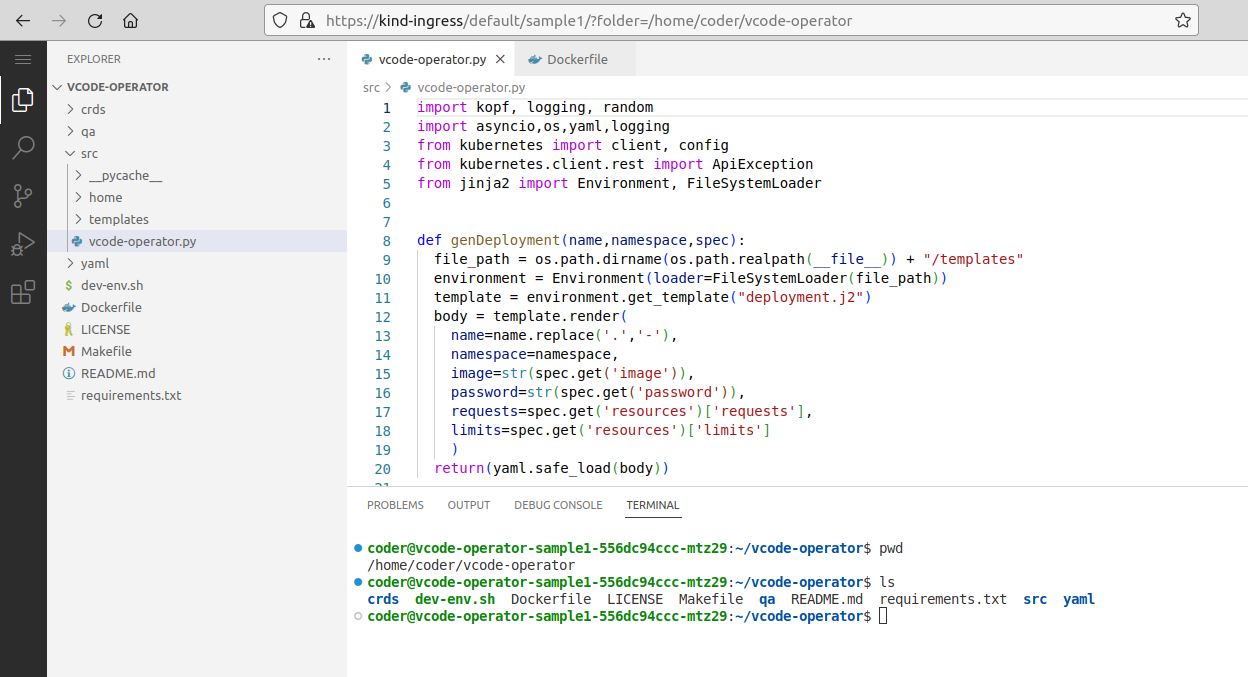 https://kind-ingress/default/sample1/?folder=/home/coder/vcode-operator
EXPLORER
VCODE-OPERATOR
crds
qa
src
__pycache__
home
templates
vcode-operator.py
yaml
dev-env.sh
Dockerfile
LICENSE
Makefile
README.md
requirements.txt
vcode-operator.py
Dockerfile
src > vcode-operator.py
1 import kopf, logging, random
2 import asyncio,os,yaml,logging
3 from kubernetes import client, config
4 from kubernetes.client.rest import ApiException
5 from jinja2 import Environment, FileSystemLoader
6
7
8 def genDeployment(name,namespace,spec):
9 file_path = os.path.dirname(os.path.realpath(__file__)) + "/templates"
10 environment = Environment(loader=FileSystemLoader(file_path))
11 template = environment.get_template("deployment.j2")
12 body = template.render(
13 name=name.replace('.','-'),
14 namespace=namespace,
15 image=str(spec.get('image')),
16 password=str(spec.get('password')),
17 requests=spec.get('resources')['requests'],
18 limits=spec.get('resources')['limits']
19 )
20 return(yaml.safe_load(body))
21
PROBLEMS OUTPUT DEBUG CONSOLE TERMINAL
coder@vcode-operator-sample1-556dc94ccc-mtz29:~/vcode-operator$ pwd
/home/coder/vcode-operator
coder@vcode-operator-sample1-556dc94ccc-mtz29:~/vcode-operator$ ls
crds dev-env.sh Dockerfile LICENSE Makefile qa README.md requirements.txt src yaml
coder@vcode-operator-sample1-556dc94ccc-mtz29:~/vcode-operator$